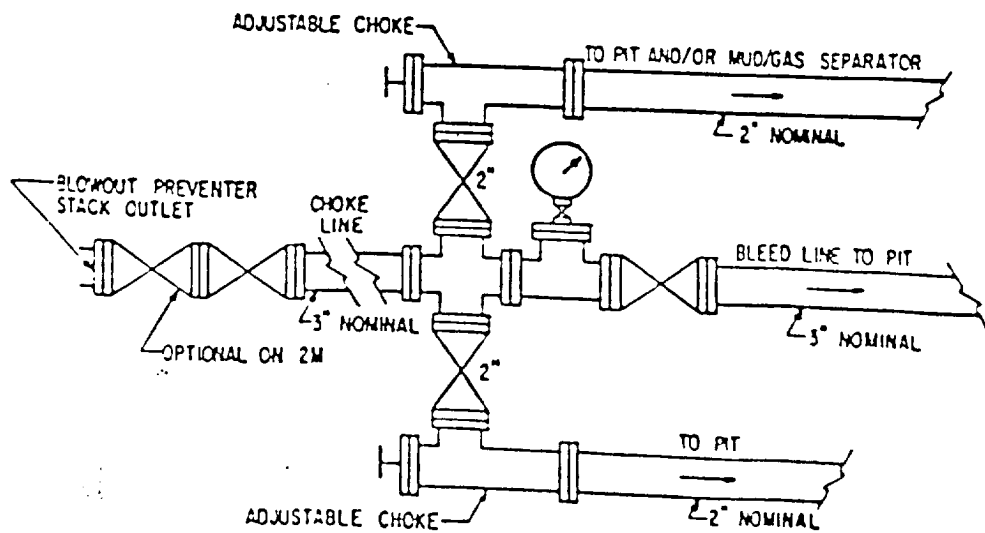 ADJUSTABLE CHOKE
TO PIT AND/OR MUD/GAS SEPARATOR
2" NOMINAL
2"
BLOWOUT PREVENTER
STACK OUTLET
CHOKE
LINE
BLEED LINE TO PIT
3" NOMINAL
3" NOMINAL
OPTIONAL ON 2M
2"
TO PIT
ADJUSTABLE CHOKE
2" NOMINAL